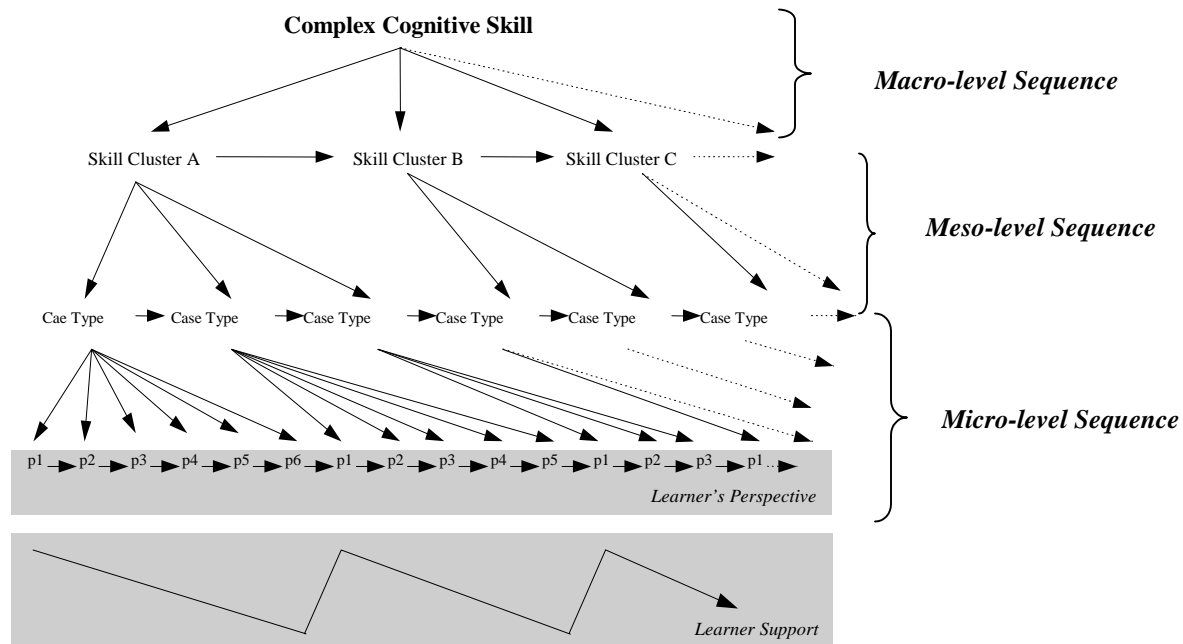 Complex Cognitive Skill
Macro-level Sequence
Skill Cluster A Skill Cluster B Skill Cluster C
Meso-level Sequence
Cae Type Case Type Case Type Case Type Case Type Case Type
Micro-level Sequence
p1 p2 p3 p4 p5 p6 p1 p2 p3 p4 p5 p1 p2 p3 p1
Learner's Perspective
Learner Support